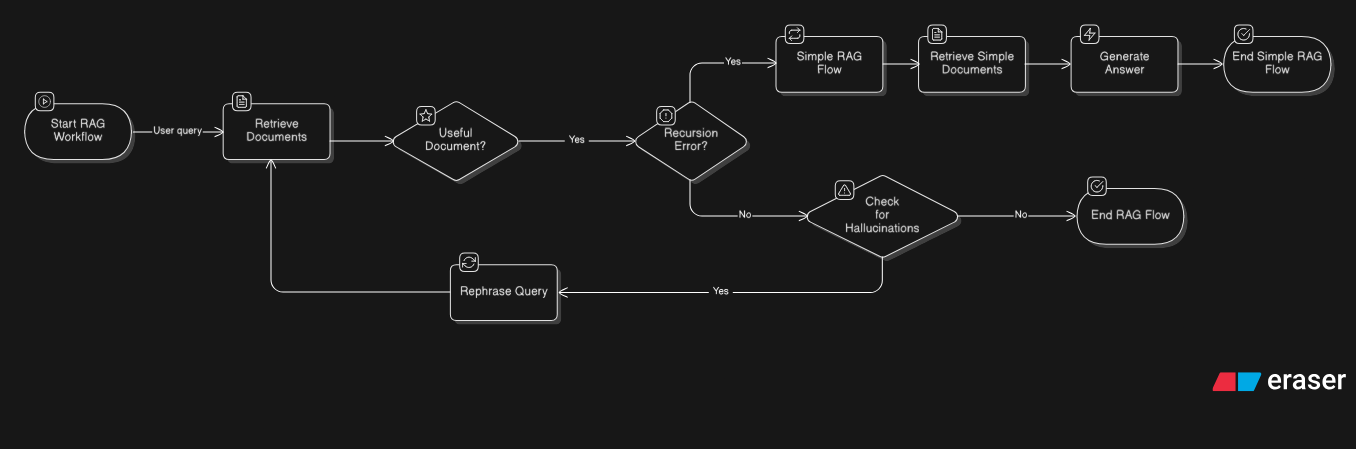 Start RAG
Workflow
User query
Retrieve
Documents
Useful
Document?
Yes
Recursion
Error?
Yes
Simple RAG
Flow
Retrieve Simple
Documents
Generate
Answer
End Simple RAG
Flow
No
Check
for
Hallucinations
No
End RAG Flow
Yes
Rephrase Query
eraser